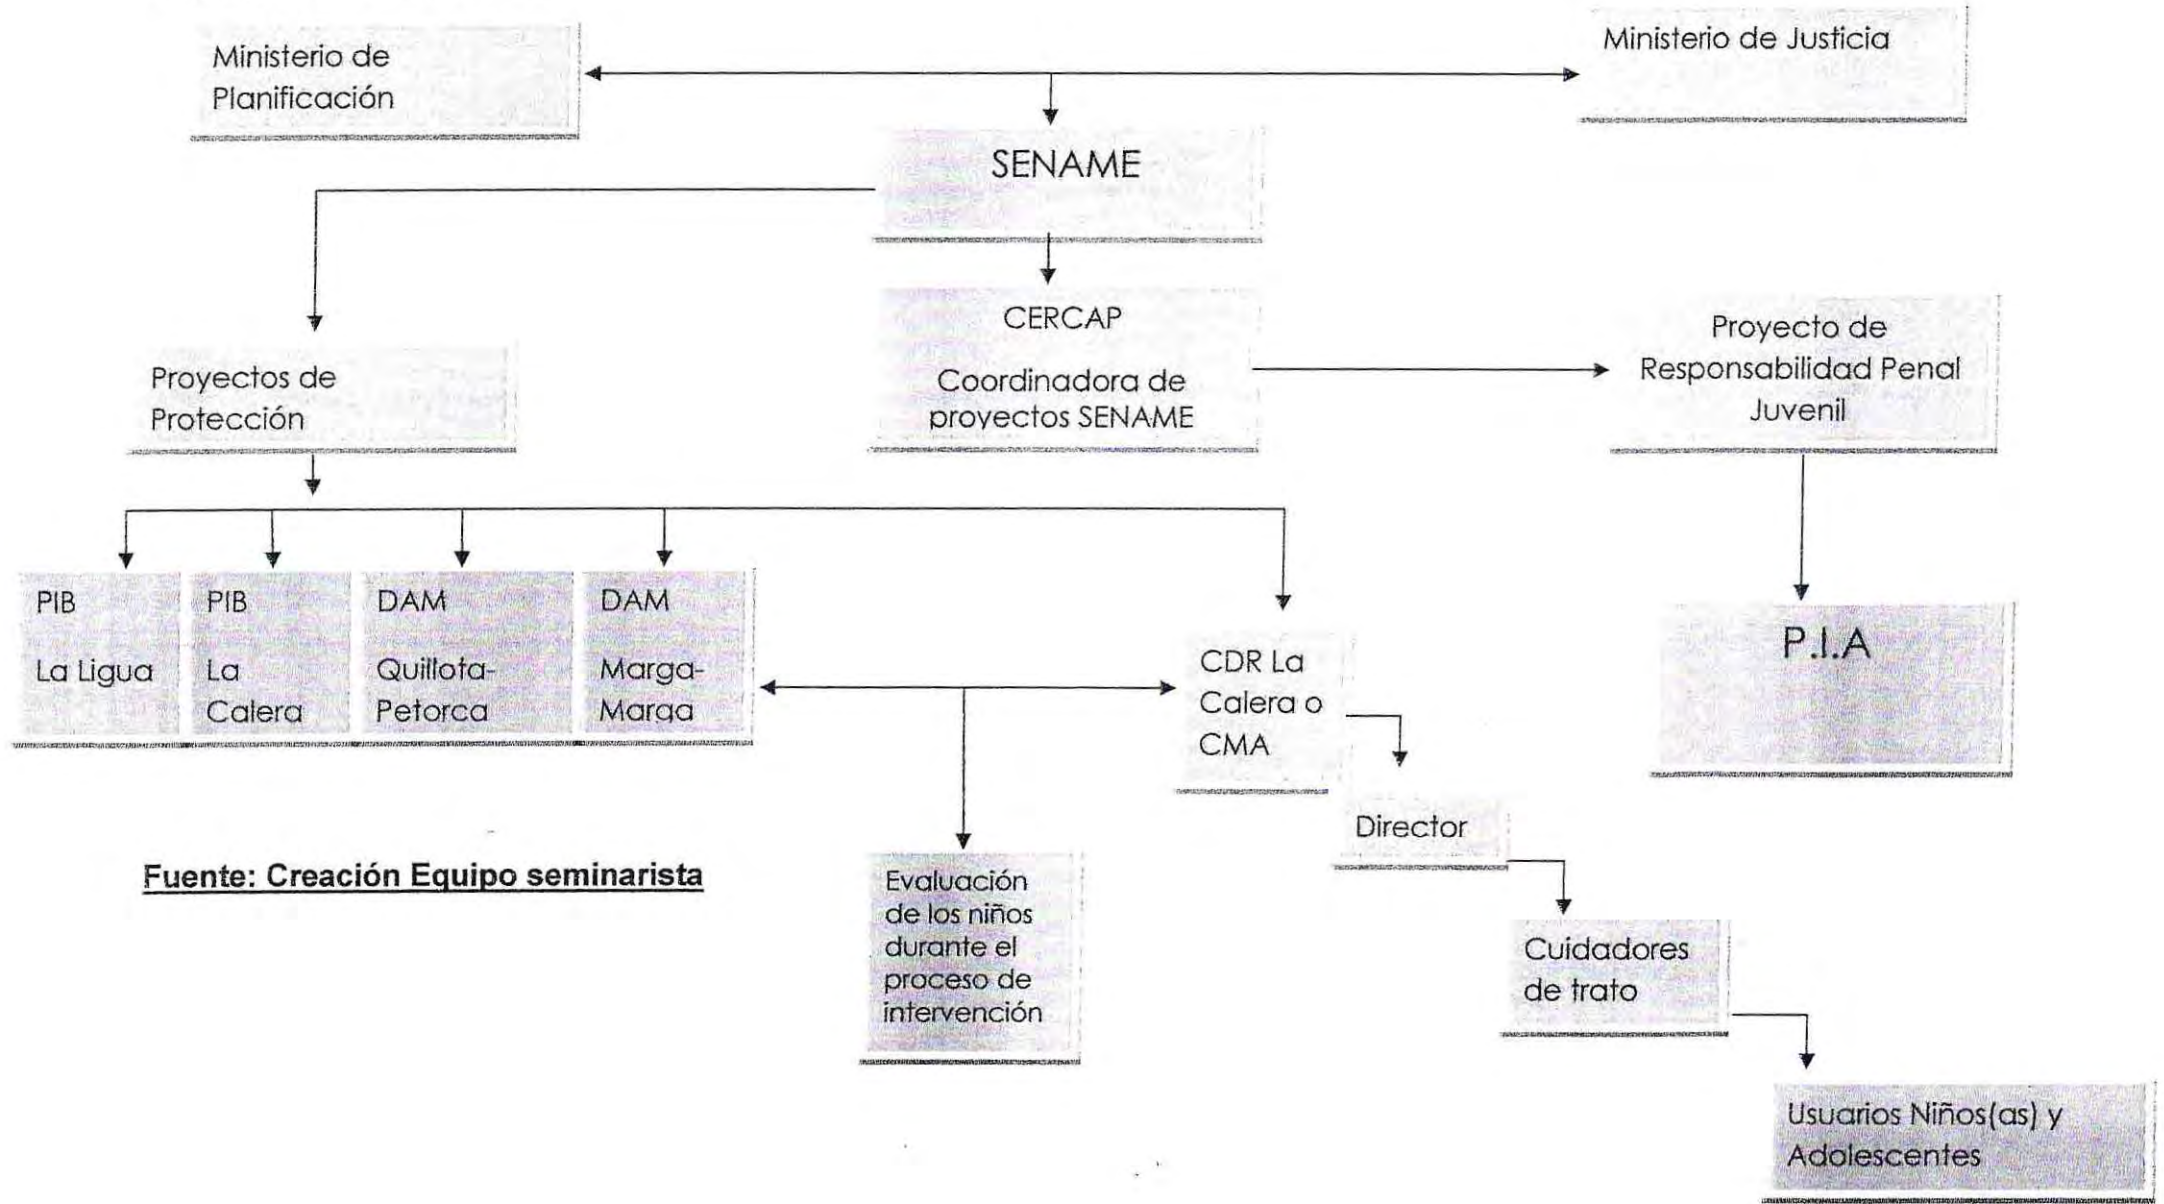 Ministerio de
Planificación
Ministerio de Justicia
SENAME
CERCAP
Coordinadora de
proyectos SENAME
Proyecto de
Responsabilidad Penal
Juvenil
Proyectos de
Protección
PIB
La Ligua
PIB
La
Calera
DAM
Quillota-
Petorca
DAM
Marga-
Marga
CDR La
Calera o
CMA
P.I.A
Director
Fuente: Creación Equipo seminarista
Evaluación
de los niños
durante el
proceso de
intervención
Cuidadores
de trato
Usuarios Niños(as) y
Adolescentes